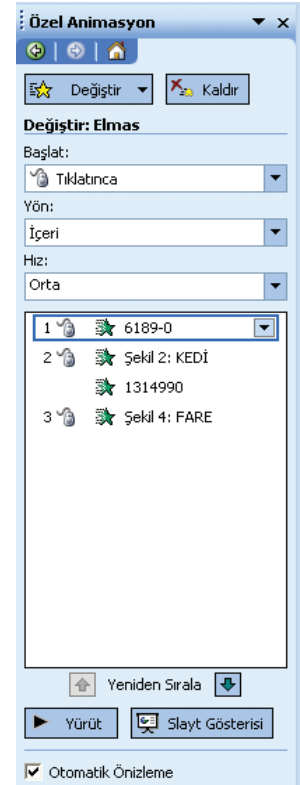 Özel Animasyon
Değiştir Kaldır
Değiştir: Elmas
Başlat:
Tıklatınca
Yön:
İçeri
Hız:
Orta
1 6189-0
2 Şekil 2: KEDİ
1314990
3 Şekil 4: FARE
Yeniden Sırala
Yürüt Slayt Gösterisi
Otomatik Önizleme